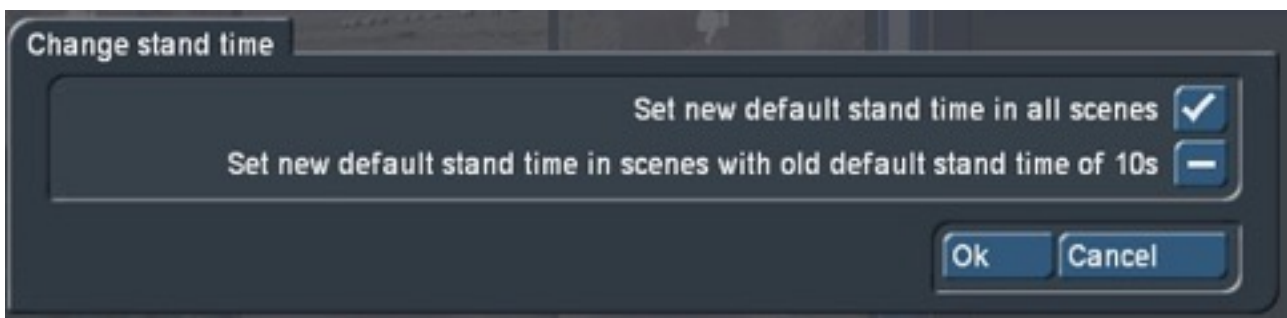 Change stand time
Set new default stand time in all scenes
Set new default stand time in scenes with old default stand time of 10s
Ok
Cancel